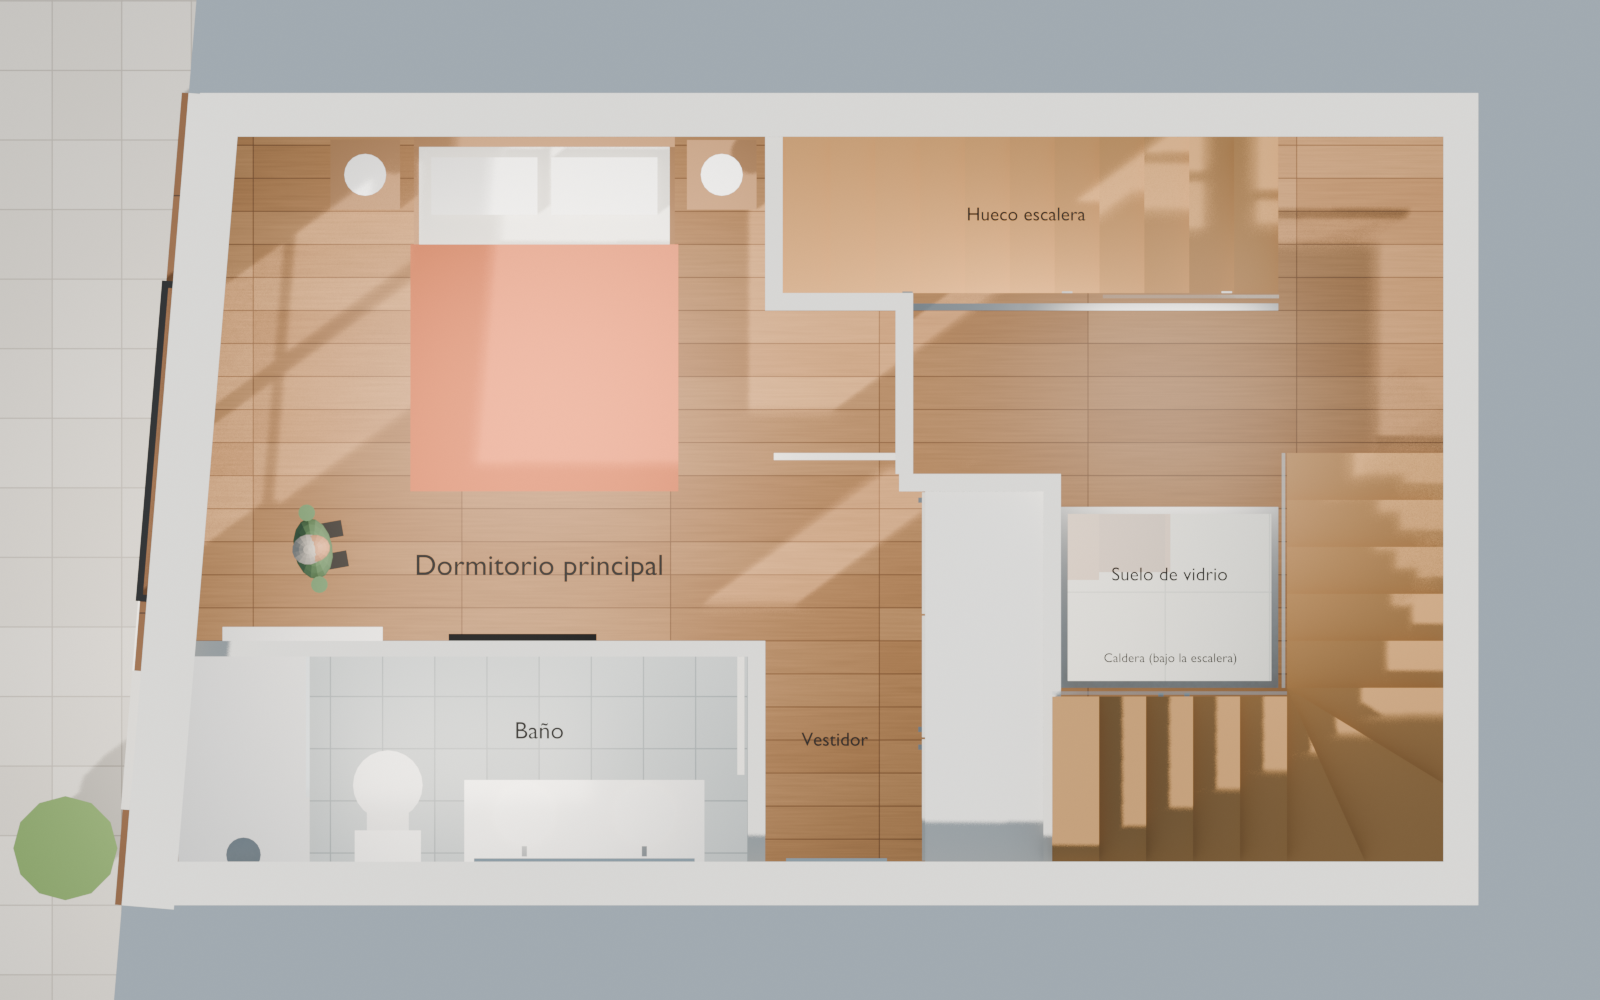 Hueco escalera
Dormitorio principal
Suelo de vidrio
Caldera (bajo la escalera)
Baño
Vestidor